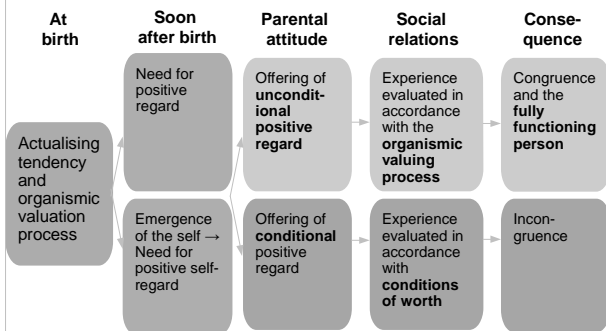 At
birth
Soon
after birth
Parental
attitude
Social
relations
Conse-
quence
Actualising
tendency
and
organismic
valuation
process
Need for
positive
regard
Emergence
of the self →
Need for
positive self-
regard
Offering of
uncondit-
ional
positive
regard
Offering of
conditional
positive
regard
Experience
evaluated in
accordance
with the
organismic
valuing
process
Experience
evaluated in
accordance
with
conditions
of worth
Congruence
and the
fully
functioning
person
Incon-
gruence